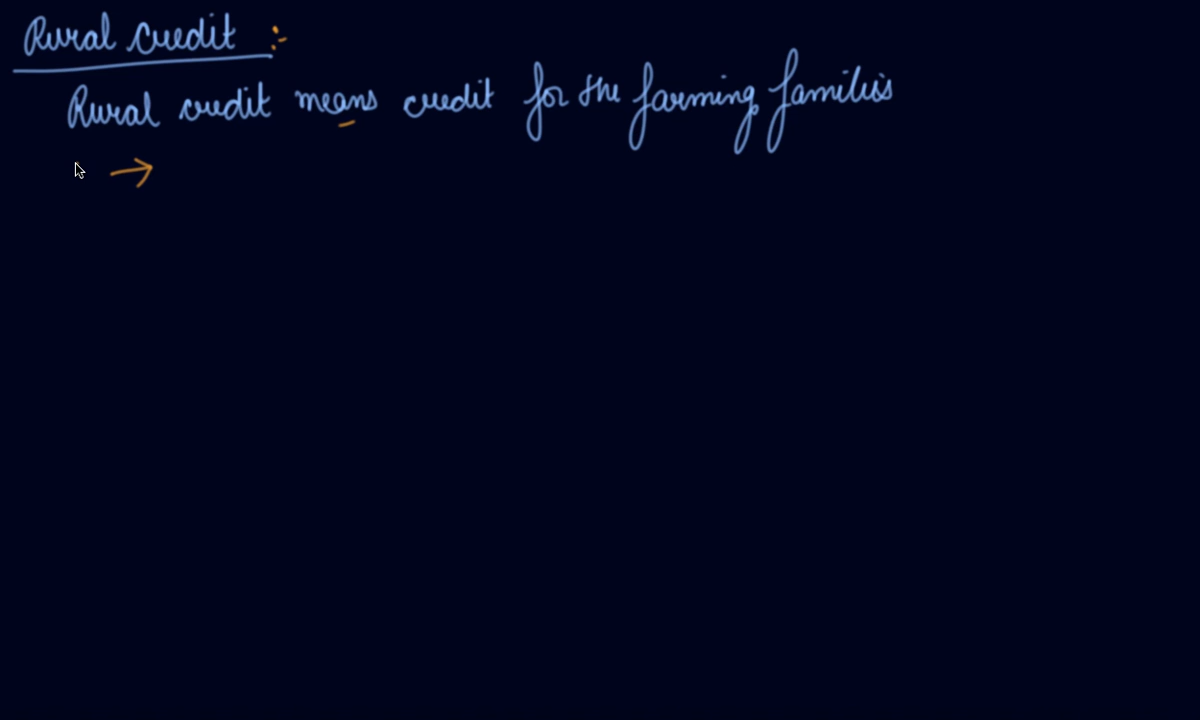 Rural Credit :-
Rural credit means credit for the farming families
→